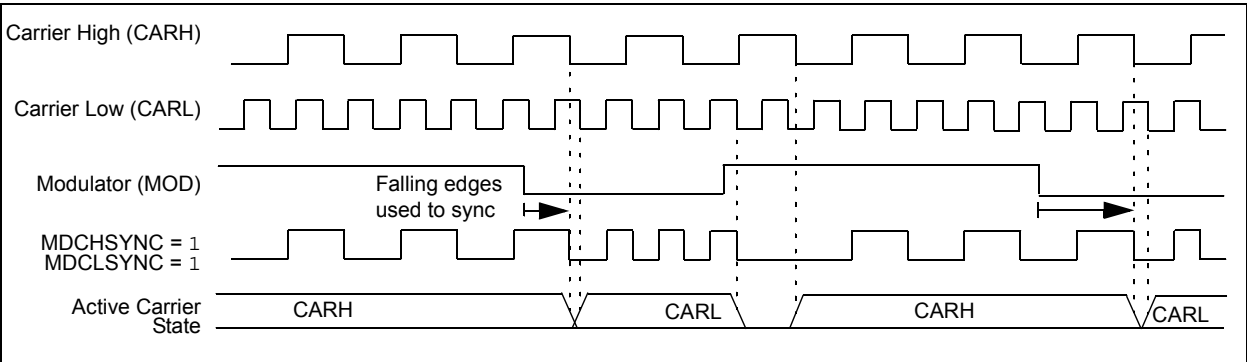 Carrier High (CARH)
Carrier Low (CARL)
Modulator (MOD)
Falling edges
used to sync
MDCHSYNC = 1
MDCLSYNC = 1
Active Carrier
State
CARH
CARL
CARH
CARL